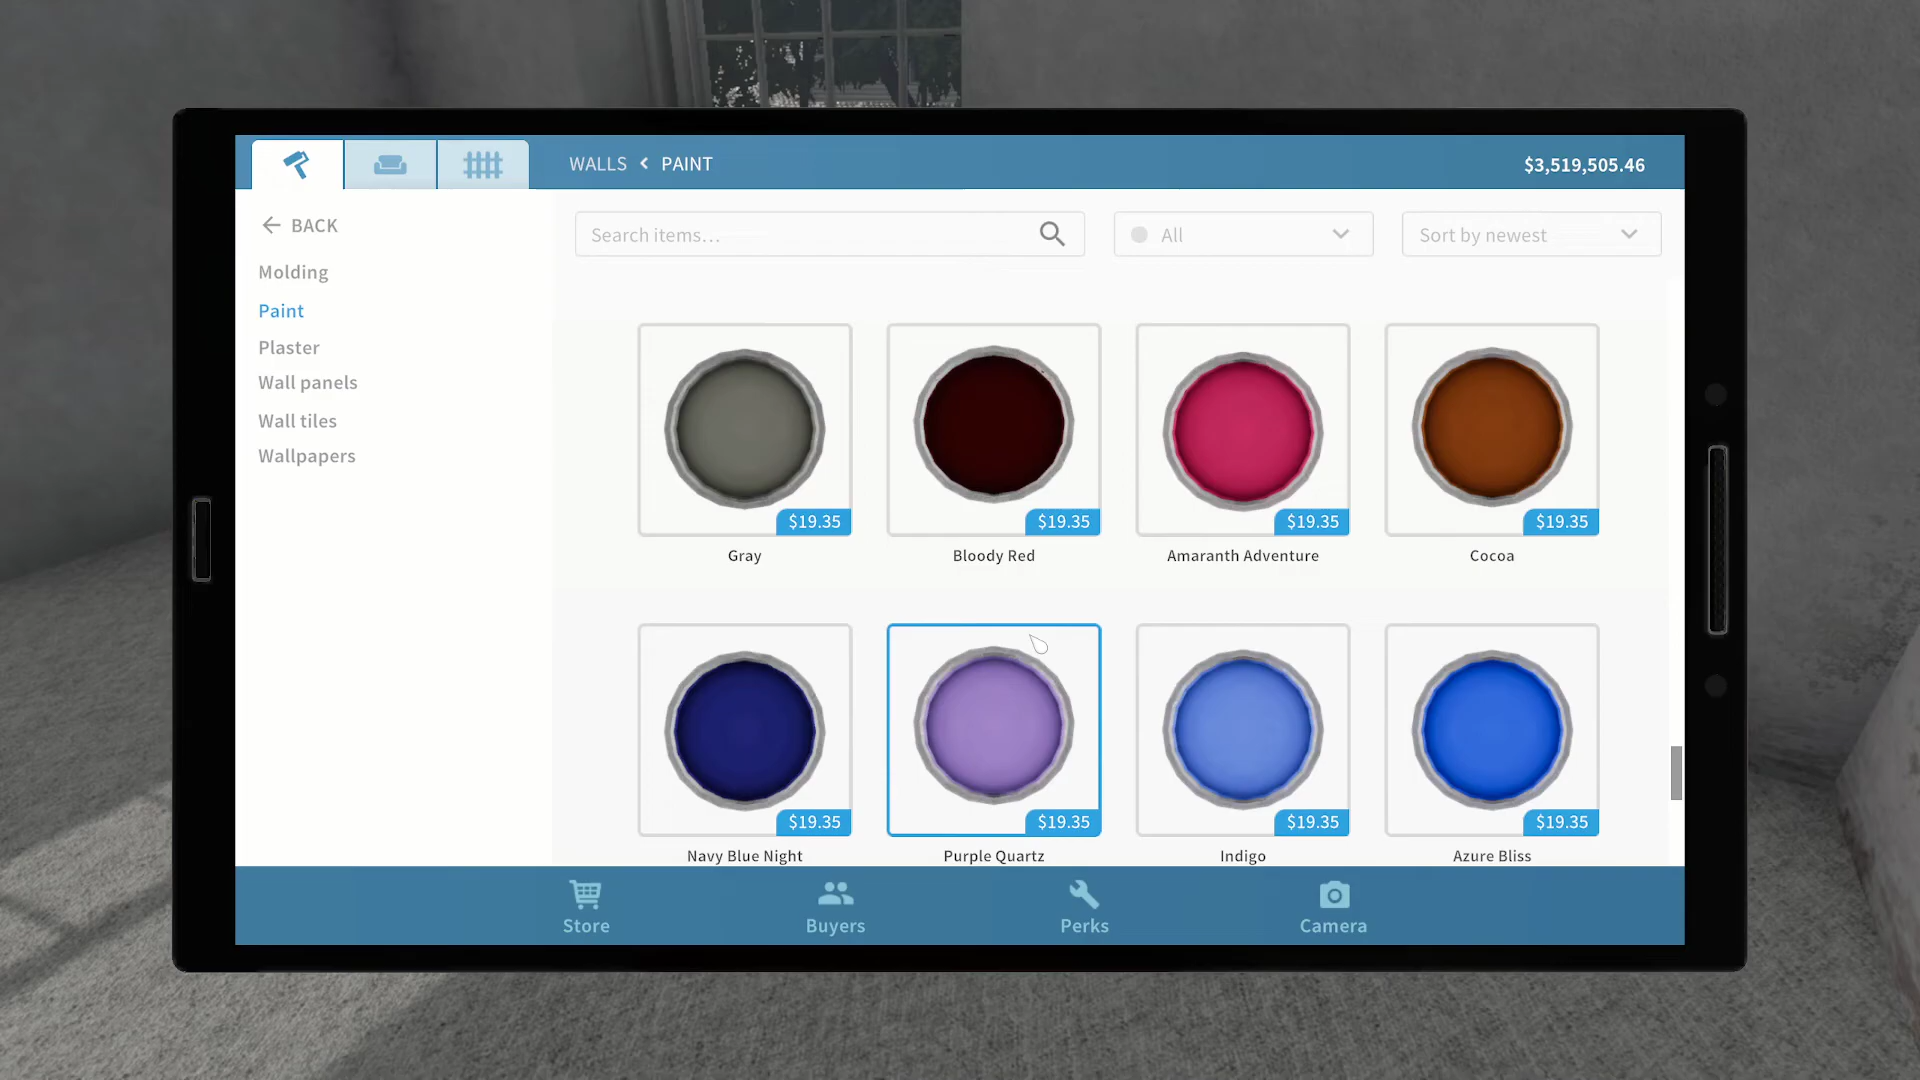 WALLS < PAINT
$3,519,505.46
BACK
Search items...
All
Sort by newest
Molding
Paint
Plaster
Wall panels
Wall tiles
Wallpapers
$19.35 $19.35 $19.35 $19.35
Gray Bloody Red Amaranth Adventure Cocoa
$19.35 $19.35 $19.35 $19.35
Navy Blue Night Purple Quartz Indigo Azure Bliss
Store Buyers Perks Camera